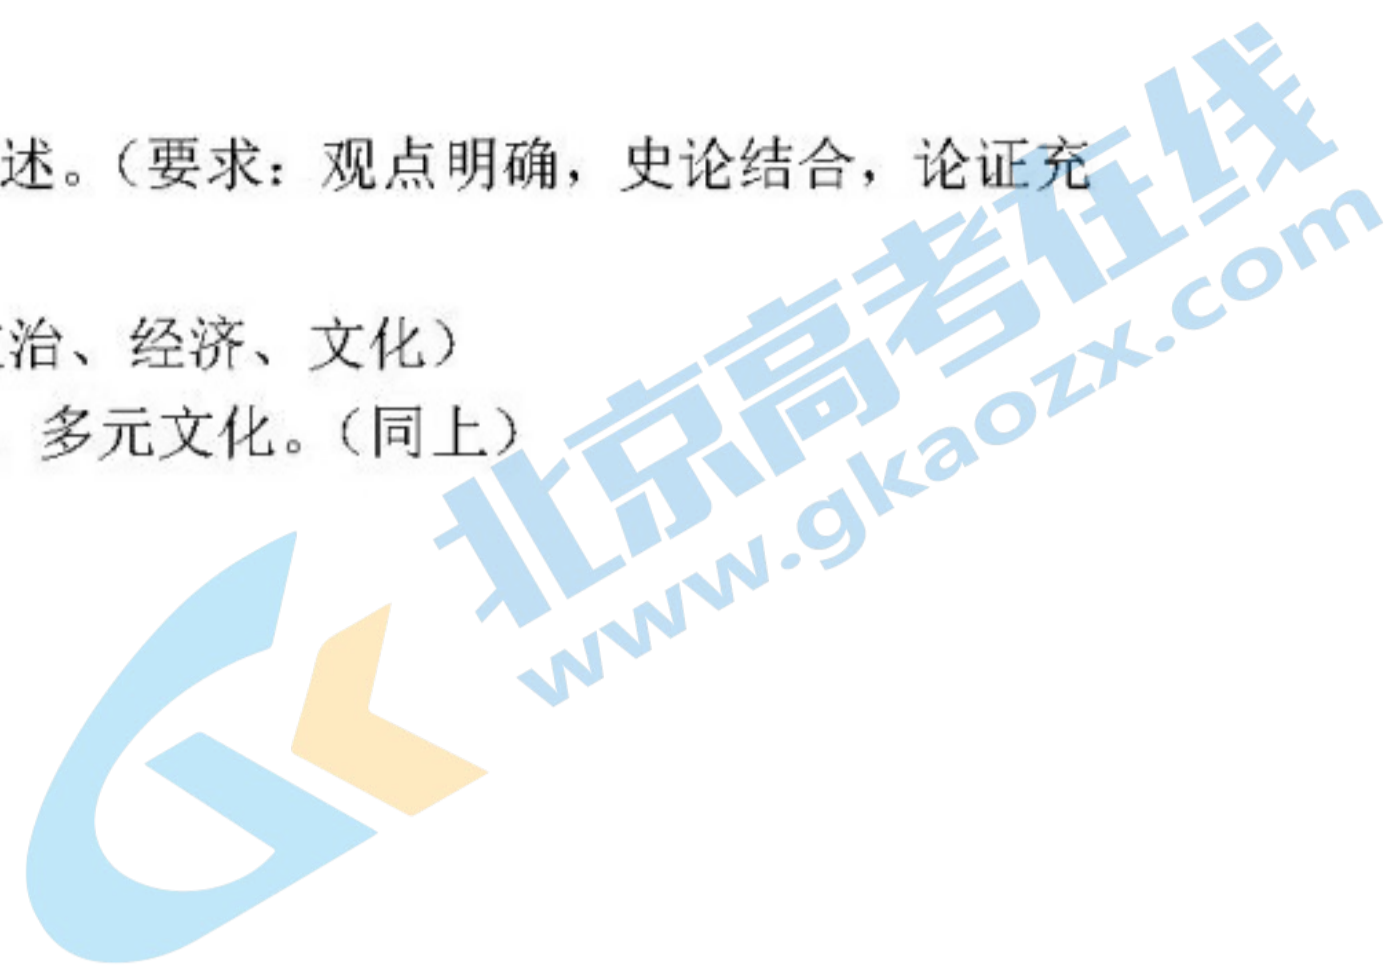 述。（要求：观点明确，史论结合，论证充
治、经济、文化）
多元文化。（同上）
北京高考在线
www.gkaozx.com